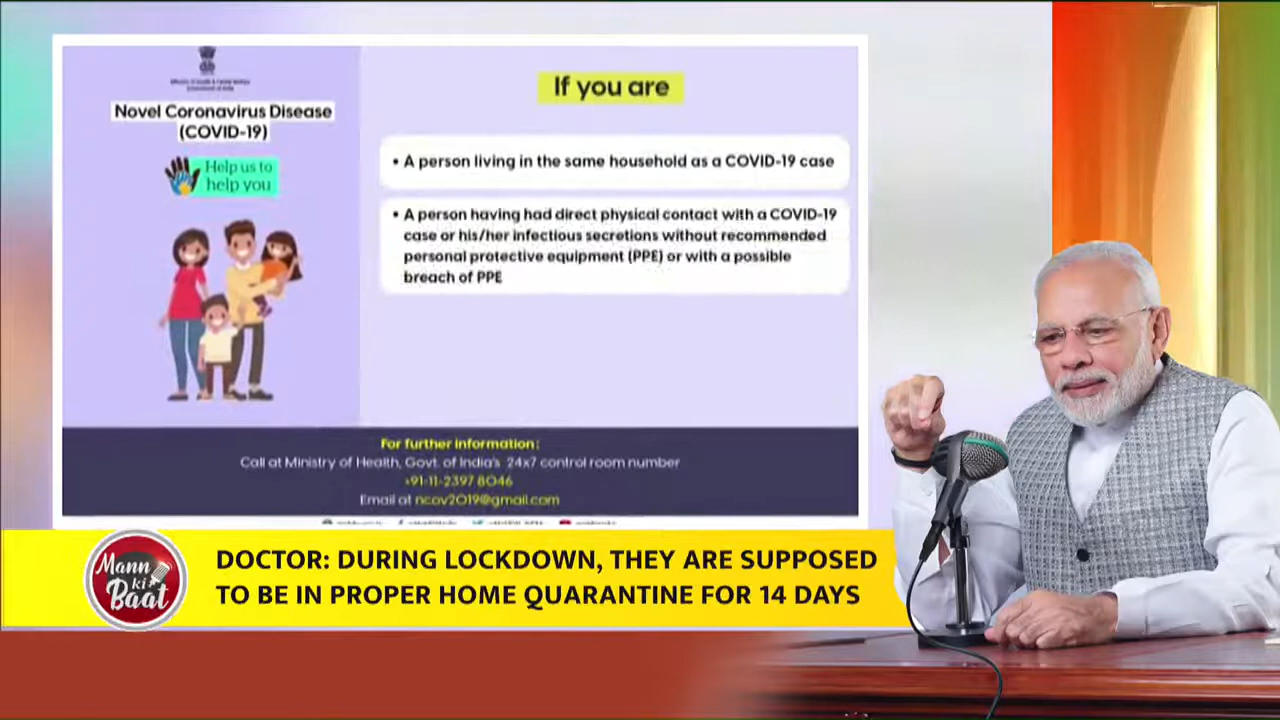 Novel Coronavirus Disease
(COVID-19)
Help us to
help you
If you are
• A person living in the same household as a COVID-19 case
• A person having had direct physical contact with a COVID-19
case or his/her infectious secretions without recommended
personal protective equipment (PPE) or with a possible
breach of PPE
For further information :
Call at Ministry of Health, Govt. of India's 24x7 control room number
+91-11-2397 8046
Email at ncov2019@gmail.com
Mann
ki
Baat
DOCTOR: DURING LOCKDOWN, THEY ARE SUPPOSED
TO BE IN PROPER HOME QUARANTINE FOR 14 DAYS